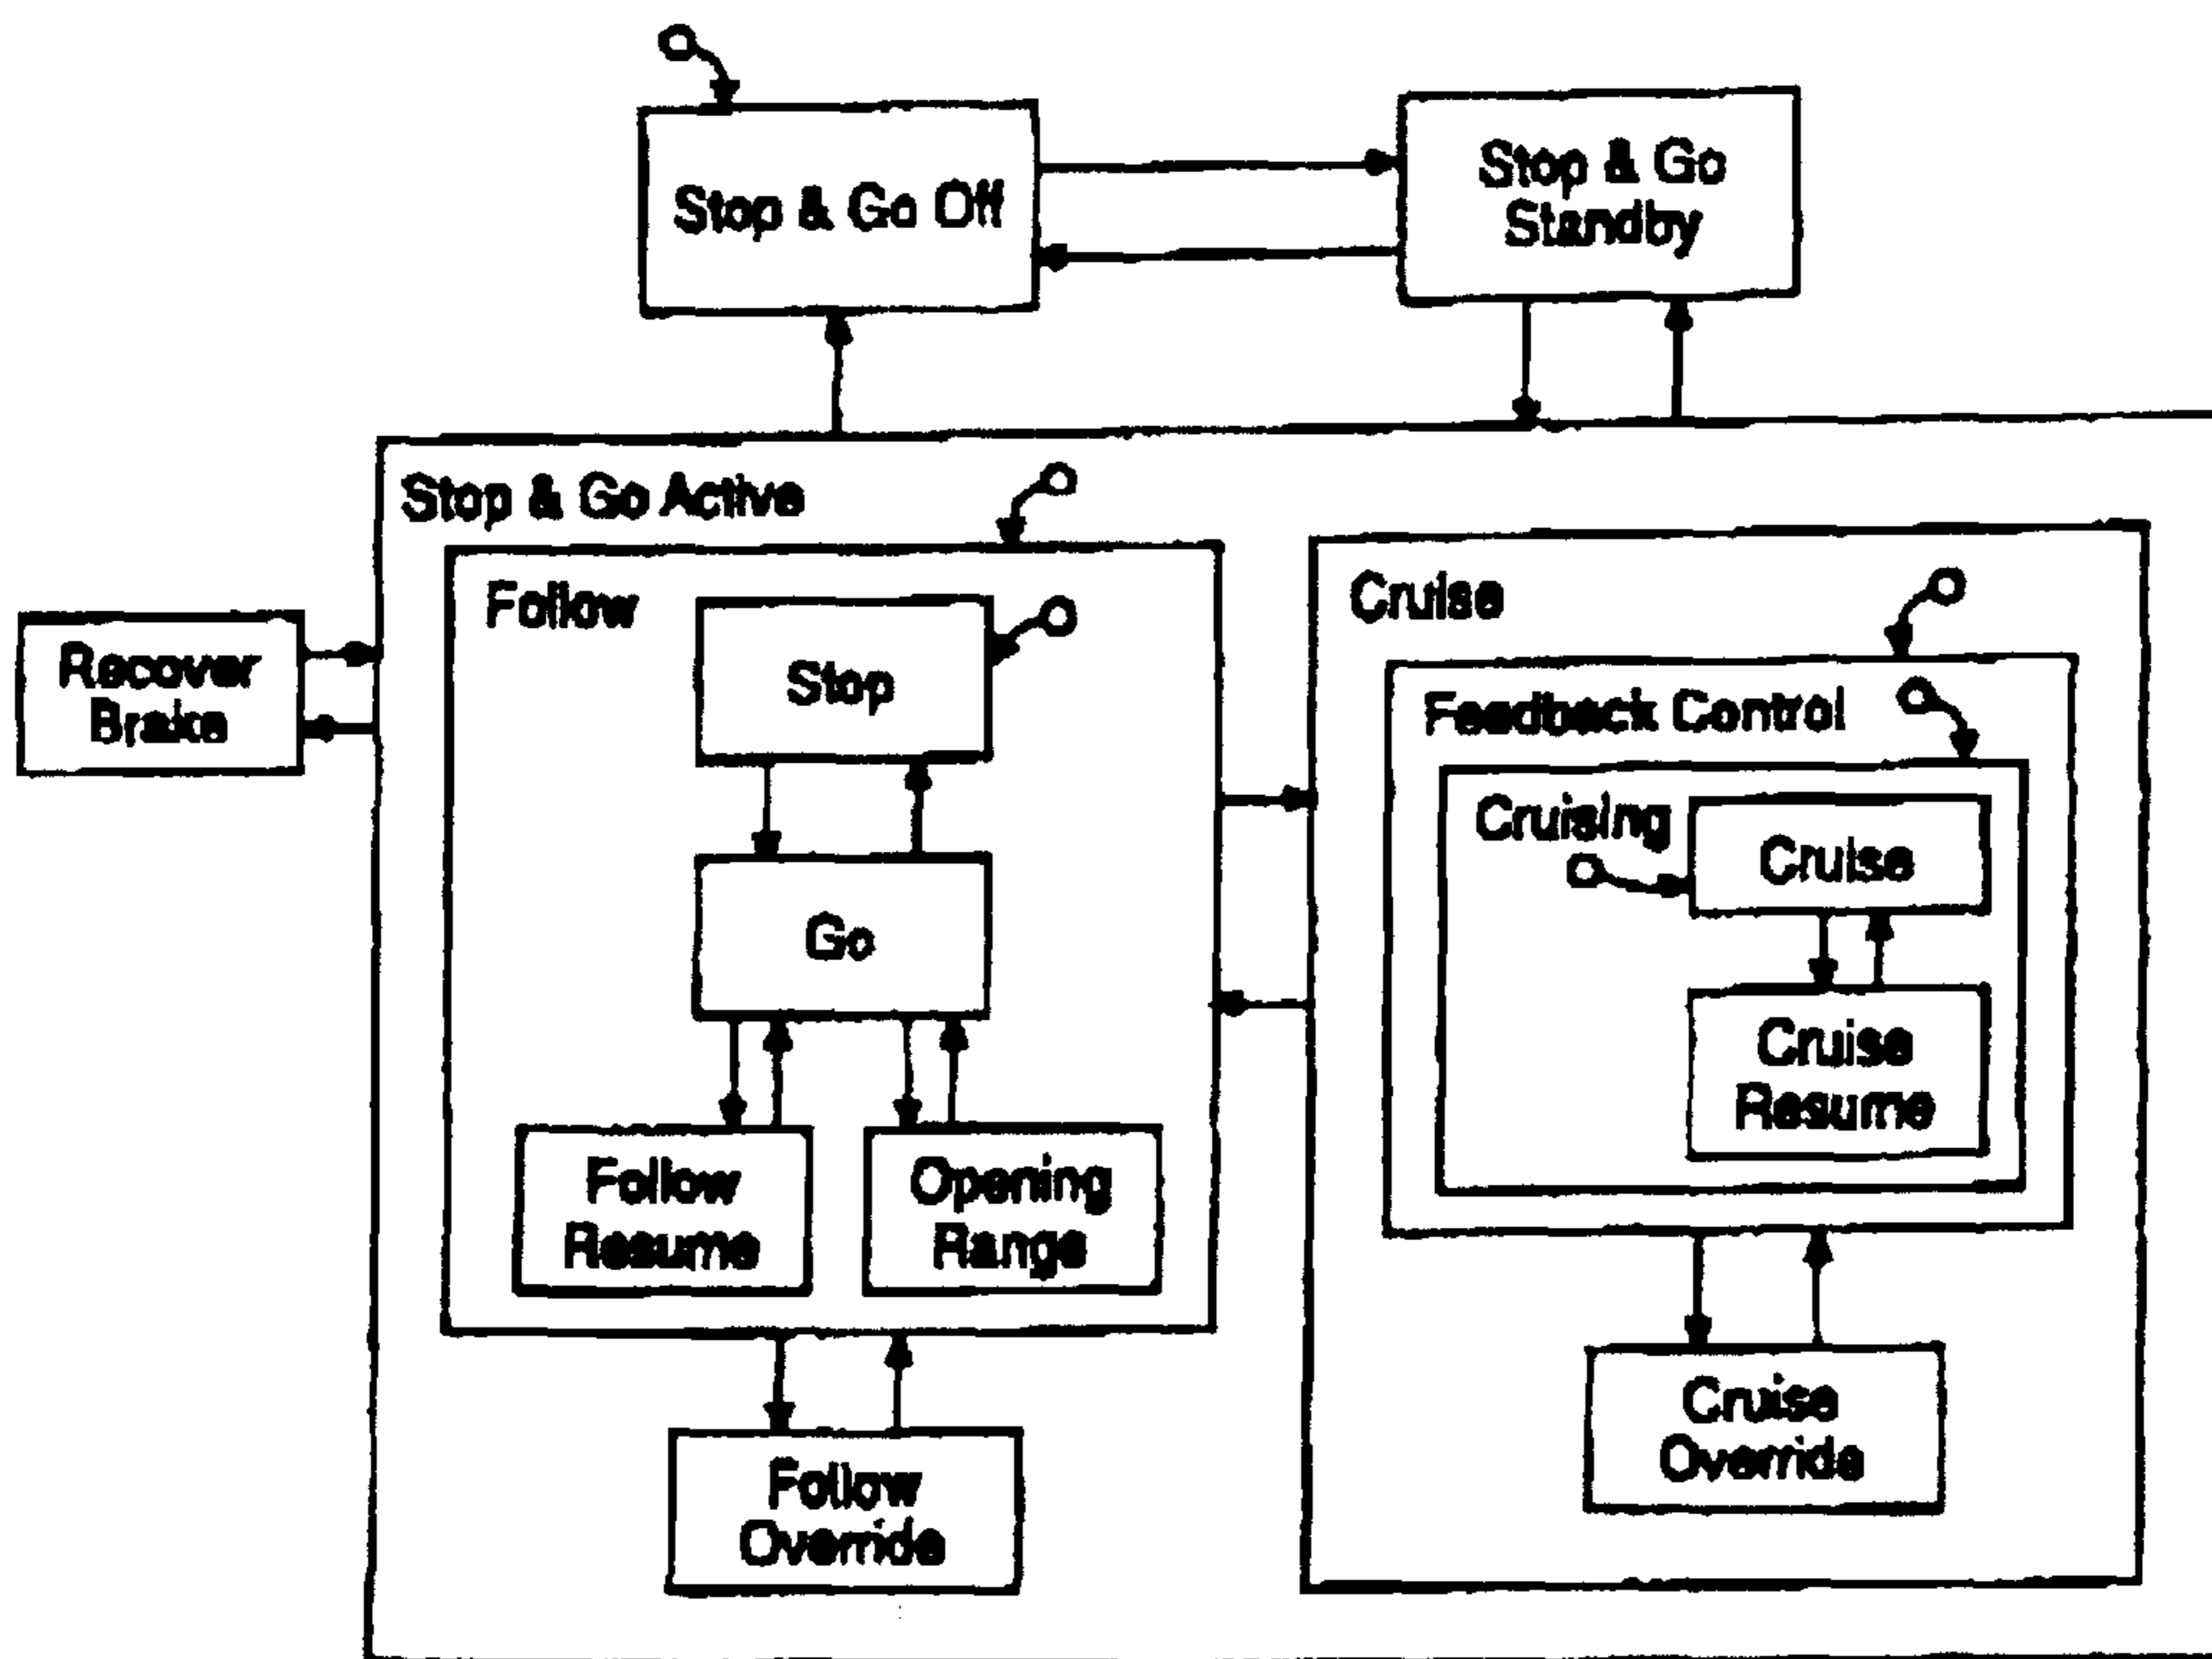 Stop & Go Off
Stop & Go
Standby
Stop & Go Active
Follow
Stop
Go
Follow
Resume
Opening
Range
Follow
Override
Recover
Brake
Cruise
Feedback Control
Cruising
Cruise
Cruise
Resume
Cruise
Override